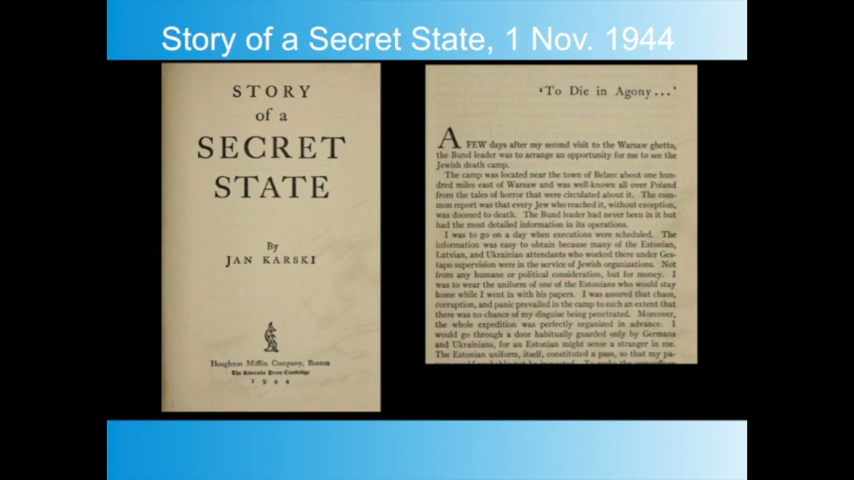 Story of a Secret State, 1 Nov. 1944
STORY
of a
SECRET
STATE
By
JAN KARSKI
Houghton Mifflin Company, Boston
The Riverside Press Cambridge
1944
'To Die in Agony...'
A FEW days after my second visit to the Warsaw ghetto,
the Bund leader was to arrange an opportunity for me to see the
Jewish death camp.
The camp was located near the town of Belzec about one hun-
dred miles east of Warsaw and was well-known all over Poland
from the tales of horror that were circulated about it. The com-
mon report was that every Jew who reached it, without exception,
was doomed to death. The Bund leader had never been in it but
had the most detailed information in its operations.
I was to go on a day when executions were scheduled. The
information was easy to obtain because many of the Estonian,
Latvian, and Ukrainian attendants who worked there under Ges-
tapo supervision were in the service of Jewish organizations. Not
from any humane or political consideration, but for money. I
was to wear the uniform of one of the Estonians who would stay
home while I went in with his papers. I was assured that chaos,
corruption, and panic prevailed in the camp to such an extent that
there was no chance of my disguise being penetrated. Moreover,
the whole expedition was perfectly organized in advance. I
would go through a door habitually guarded only by Germans
and Ukrainians, for an Estonian might sense a stranger in me.
The Estonian uniform, itself, constituted a pass, so that my pa-